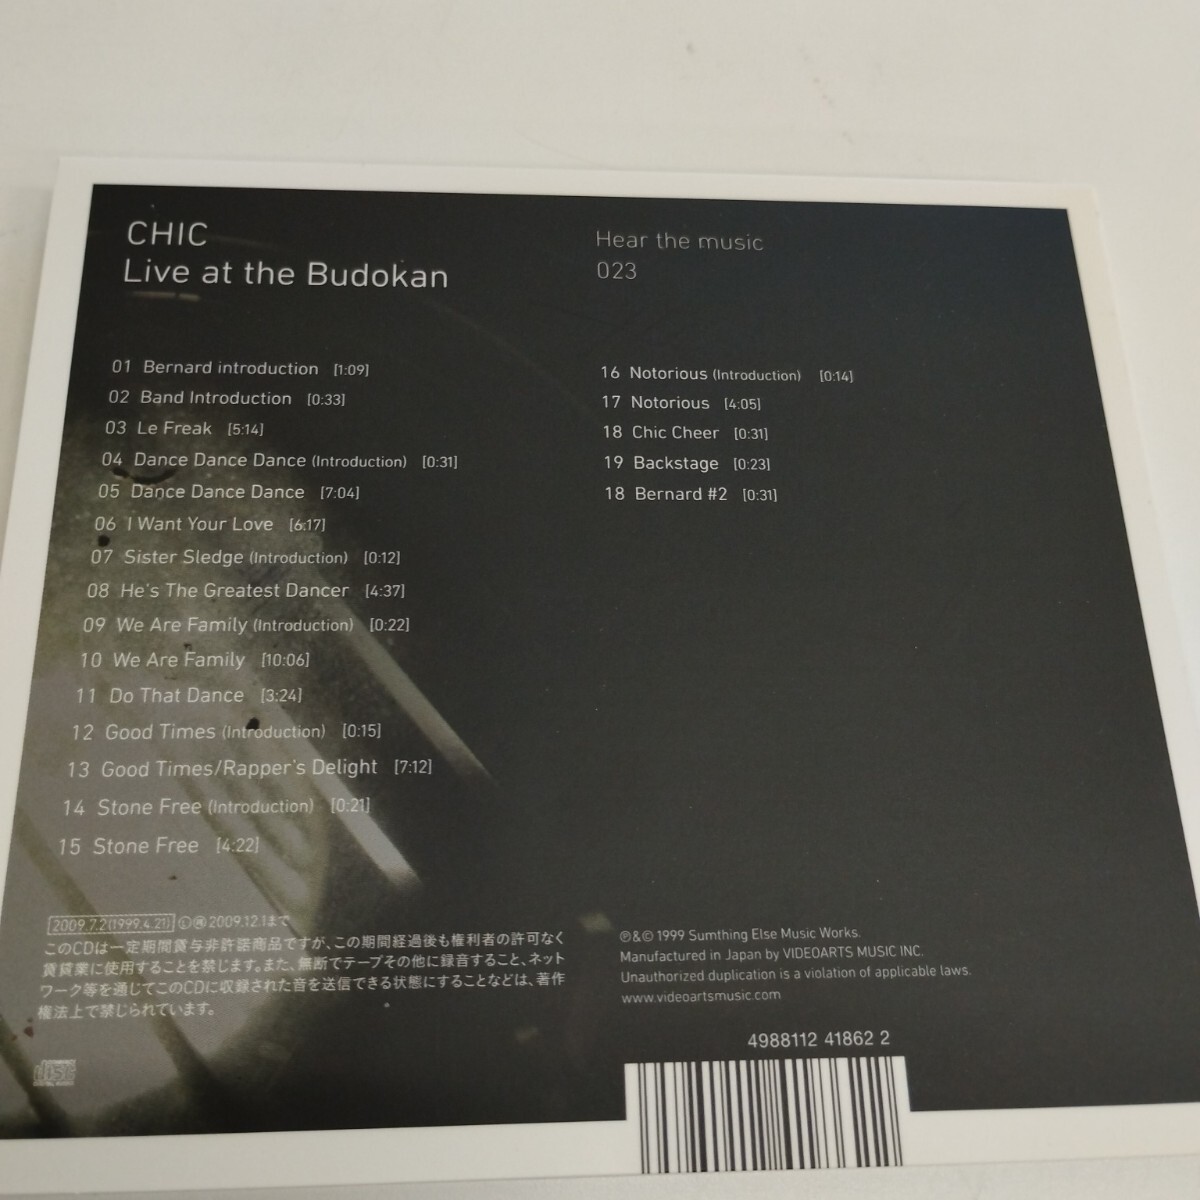 CHIC
Live at the Budokan
Hear the music
023
01 Bernard introduction [1:09]
02 Band Introduction [0:33]
03 Le Freak [5:14]
04 Dance Dance Dance (Introduction) [0:31]
05 Dance Dance Dance [7:04]
06 I Want Your Love [6:17]
07 Sister Sledge (Introduction) [0:12]
08 He's The Greatest Dancer [4:37]
09 We Are Family (Introduction) [0:22]
10 We Are Family [10:06]
11 Do That Dance [3:24]
12 Good Times (Introduction) [0:15]
13 Good Times/Rapper's Delight [7:12]
14 Stone Free (Introduction) [0:21]
15 Stone Free [4:22]
16 Notorious (Introduction) [0:14]
17 Notorious [4:05]
18 Chic Cheer [0:31]
19 Backstage [0:23]
18 Bernard #2 [0:31]
2009.7.2(1999.4.21) Ⓛ㊙ 2009.12.1まで
このCDは一定期間賃与非許諾商品ですが、この期間経過後も権利者の許可なく
賃貸業に使用することを禁じます。また、無断でテープその他に録音すること、ネット
ワーク等を通じてこのCDに収録された音を送信できる状態にすることなどは、著作
権法上で禁じられています。
℗&© 1999 Sumthing Else Music Works.
Manufactured in Japan by VIDEOARTS MUSIC INC.
Unauthorized duplication is a violation of applicable laws.
www.videoartsmusic.com
4988112 41862 2
disc